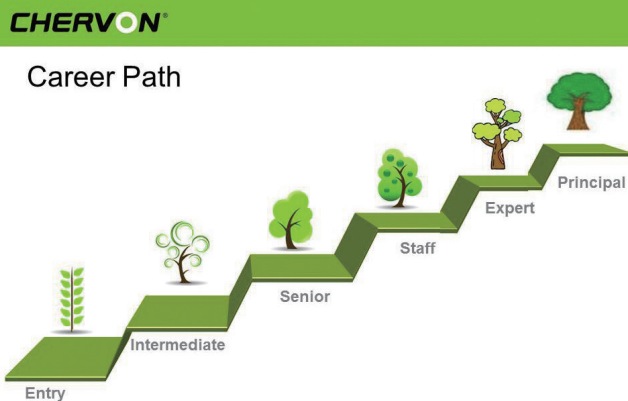 CHERVON®
Career Path
Principal
Expert
Staff
Senior
Intermediate
Entry